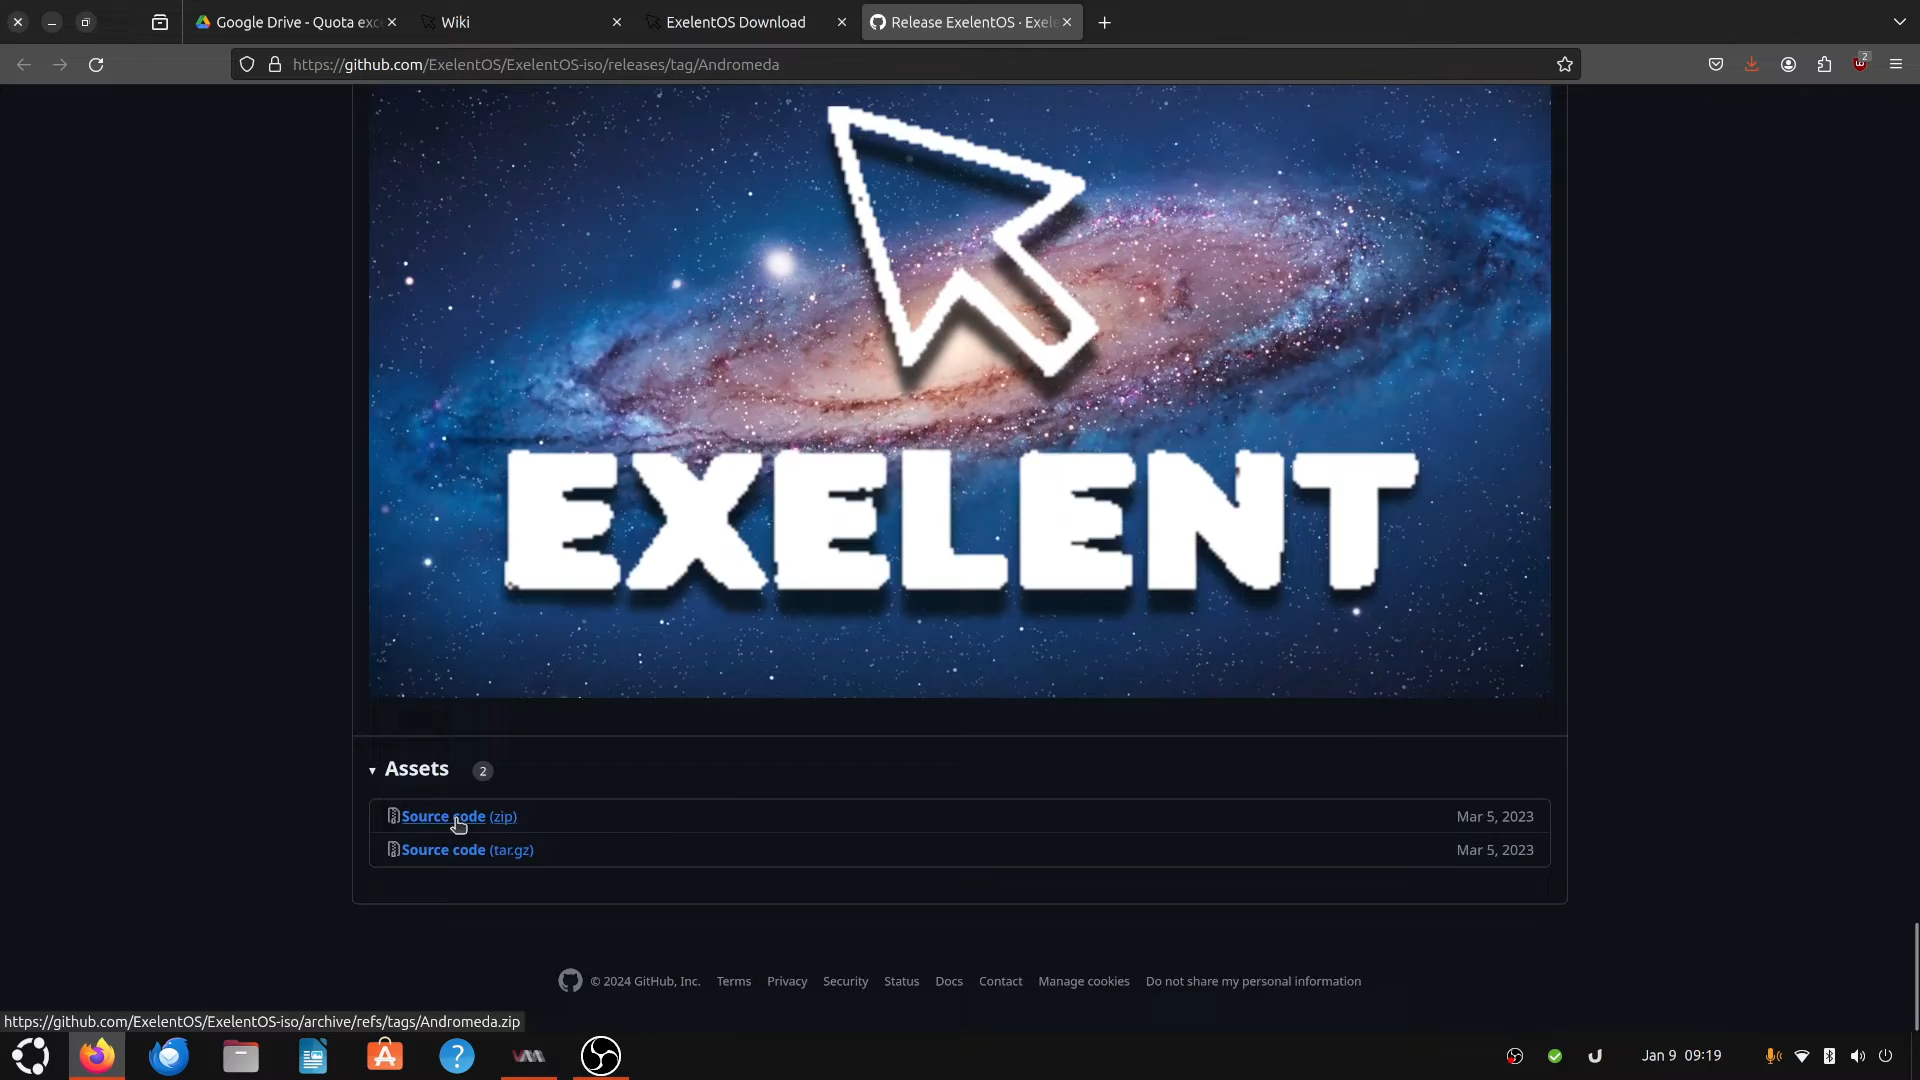 Google Drive - Quota exc
Wiki
ExelentOS Download
Release ExelentOS · Exele
https://github.com/ExelentOS/ExelentOS-iso/releases/tag/Andromeda
2
EXELENT
Assets 2
Source code (zip) Mar 5, 2023
Source code (tar.gz) Mar 5, 2023
© 2024 GitHub, Inc. Terms Privacy Security Status Docs Contact Manage cookies Do not share my personal information
https://github.com/ExelentOS/ExelentOS-iso/archive/refs/tags/Andromeda.zip
Jan 9 09:19